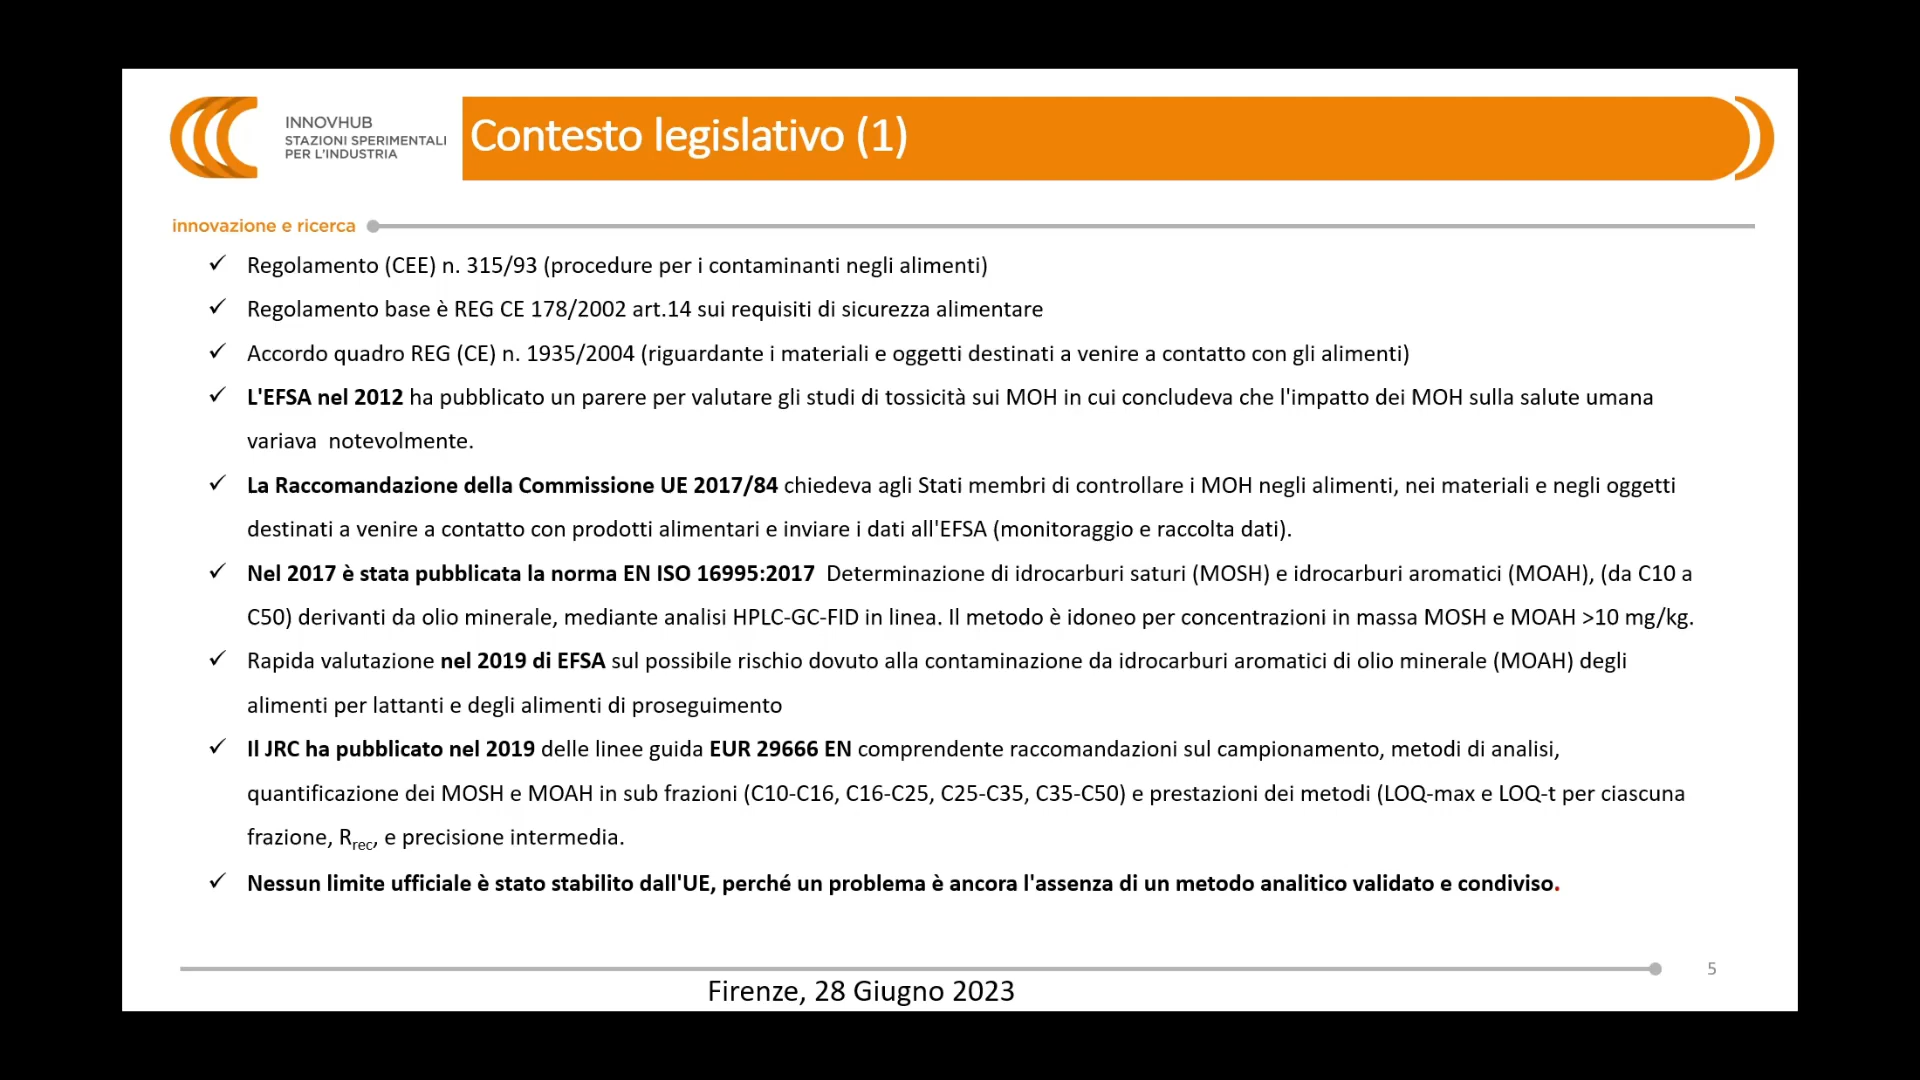 INNOVHUB
STAZIONI SPERIMENTALI
PER L'INDUSTRIA
Contesto legislativo (1)
innovazione e ricerca
✓ Regolamento (CEE) n. 315/93 (procedure per i contaminanti negli alimenti)
✓ Regolamento base è REG CE 178/2002 art.14 sui requisiti di sicurezza alimentare
✓ Accordo quadro REG (CE) n. 1935/2004 (riguardante i materiali e oggetti destinati a venire a contatto con gli alimenti)
✓ L'EFSA nel 2012 ha pubblicato un parere per valutare gli studi di tossicità sui MOH in cui concludeva che l'impatto dei MOH sulla salute umana
variava  notevolmente.
✓ La Raccomandazione della Commissione UE 2017/84 chiedeva agli Stati membri di controllare i MOH negli alimenti, nei materiali e negli oggetti
destinati a venire a contatto con prodotti alimentari e inviare i dati all'EFSA (monitoraggio e raccolta dati).
✓ Nel 2017 è stata pubblicata la norma EN ISO 16995:2017  Determinazione di idrocarburi saturi (MOSH) e idrocarburi aromatici (MOAH), (da C10 a
C50) derivanti da olio minerale, mediante analisi HPLC-GC-FID in linea. Il metodo è idoneo per concentrazioni in massa MOSH e MOAH >10 mg/kg.
✓ Rapida valutazione nel 2019 di EFSA sul possibile rischio dovuto alla contaminazione da idrocarburi aromatici di olio minerale (MOAH) degli
alimenti per lattanti e degli alimenti di proseguimento
✓ Il JRC ha pubblicato nel 2019 delle linee guida EUR 29666 EN comprendente raccomandazioni sul campionamento, metodi di analisi,
quantificazione dei MOSH e MOAH in sub frazioni (C10-C16, C16-C25, C25-C35, C35-C50) e prestazioni dei metodi (LOQ-max e LOQ-t per ciascuna
frazione, Rrec, e precisione intermedia.
✓ Nessun limite ufficiale è stato stabilito dall'UE, perché un problema è ancora l'assenza di un metodo analitico validato e condiviso.
5
Firenze, 28 Giugno 2023